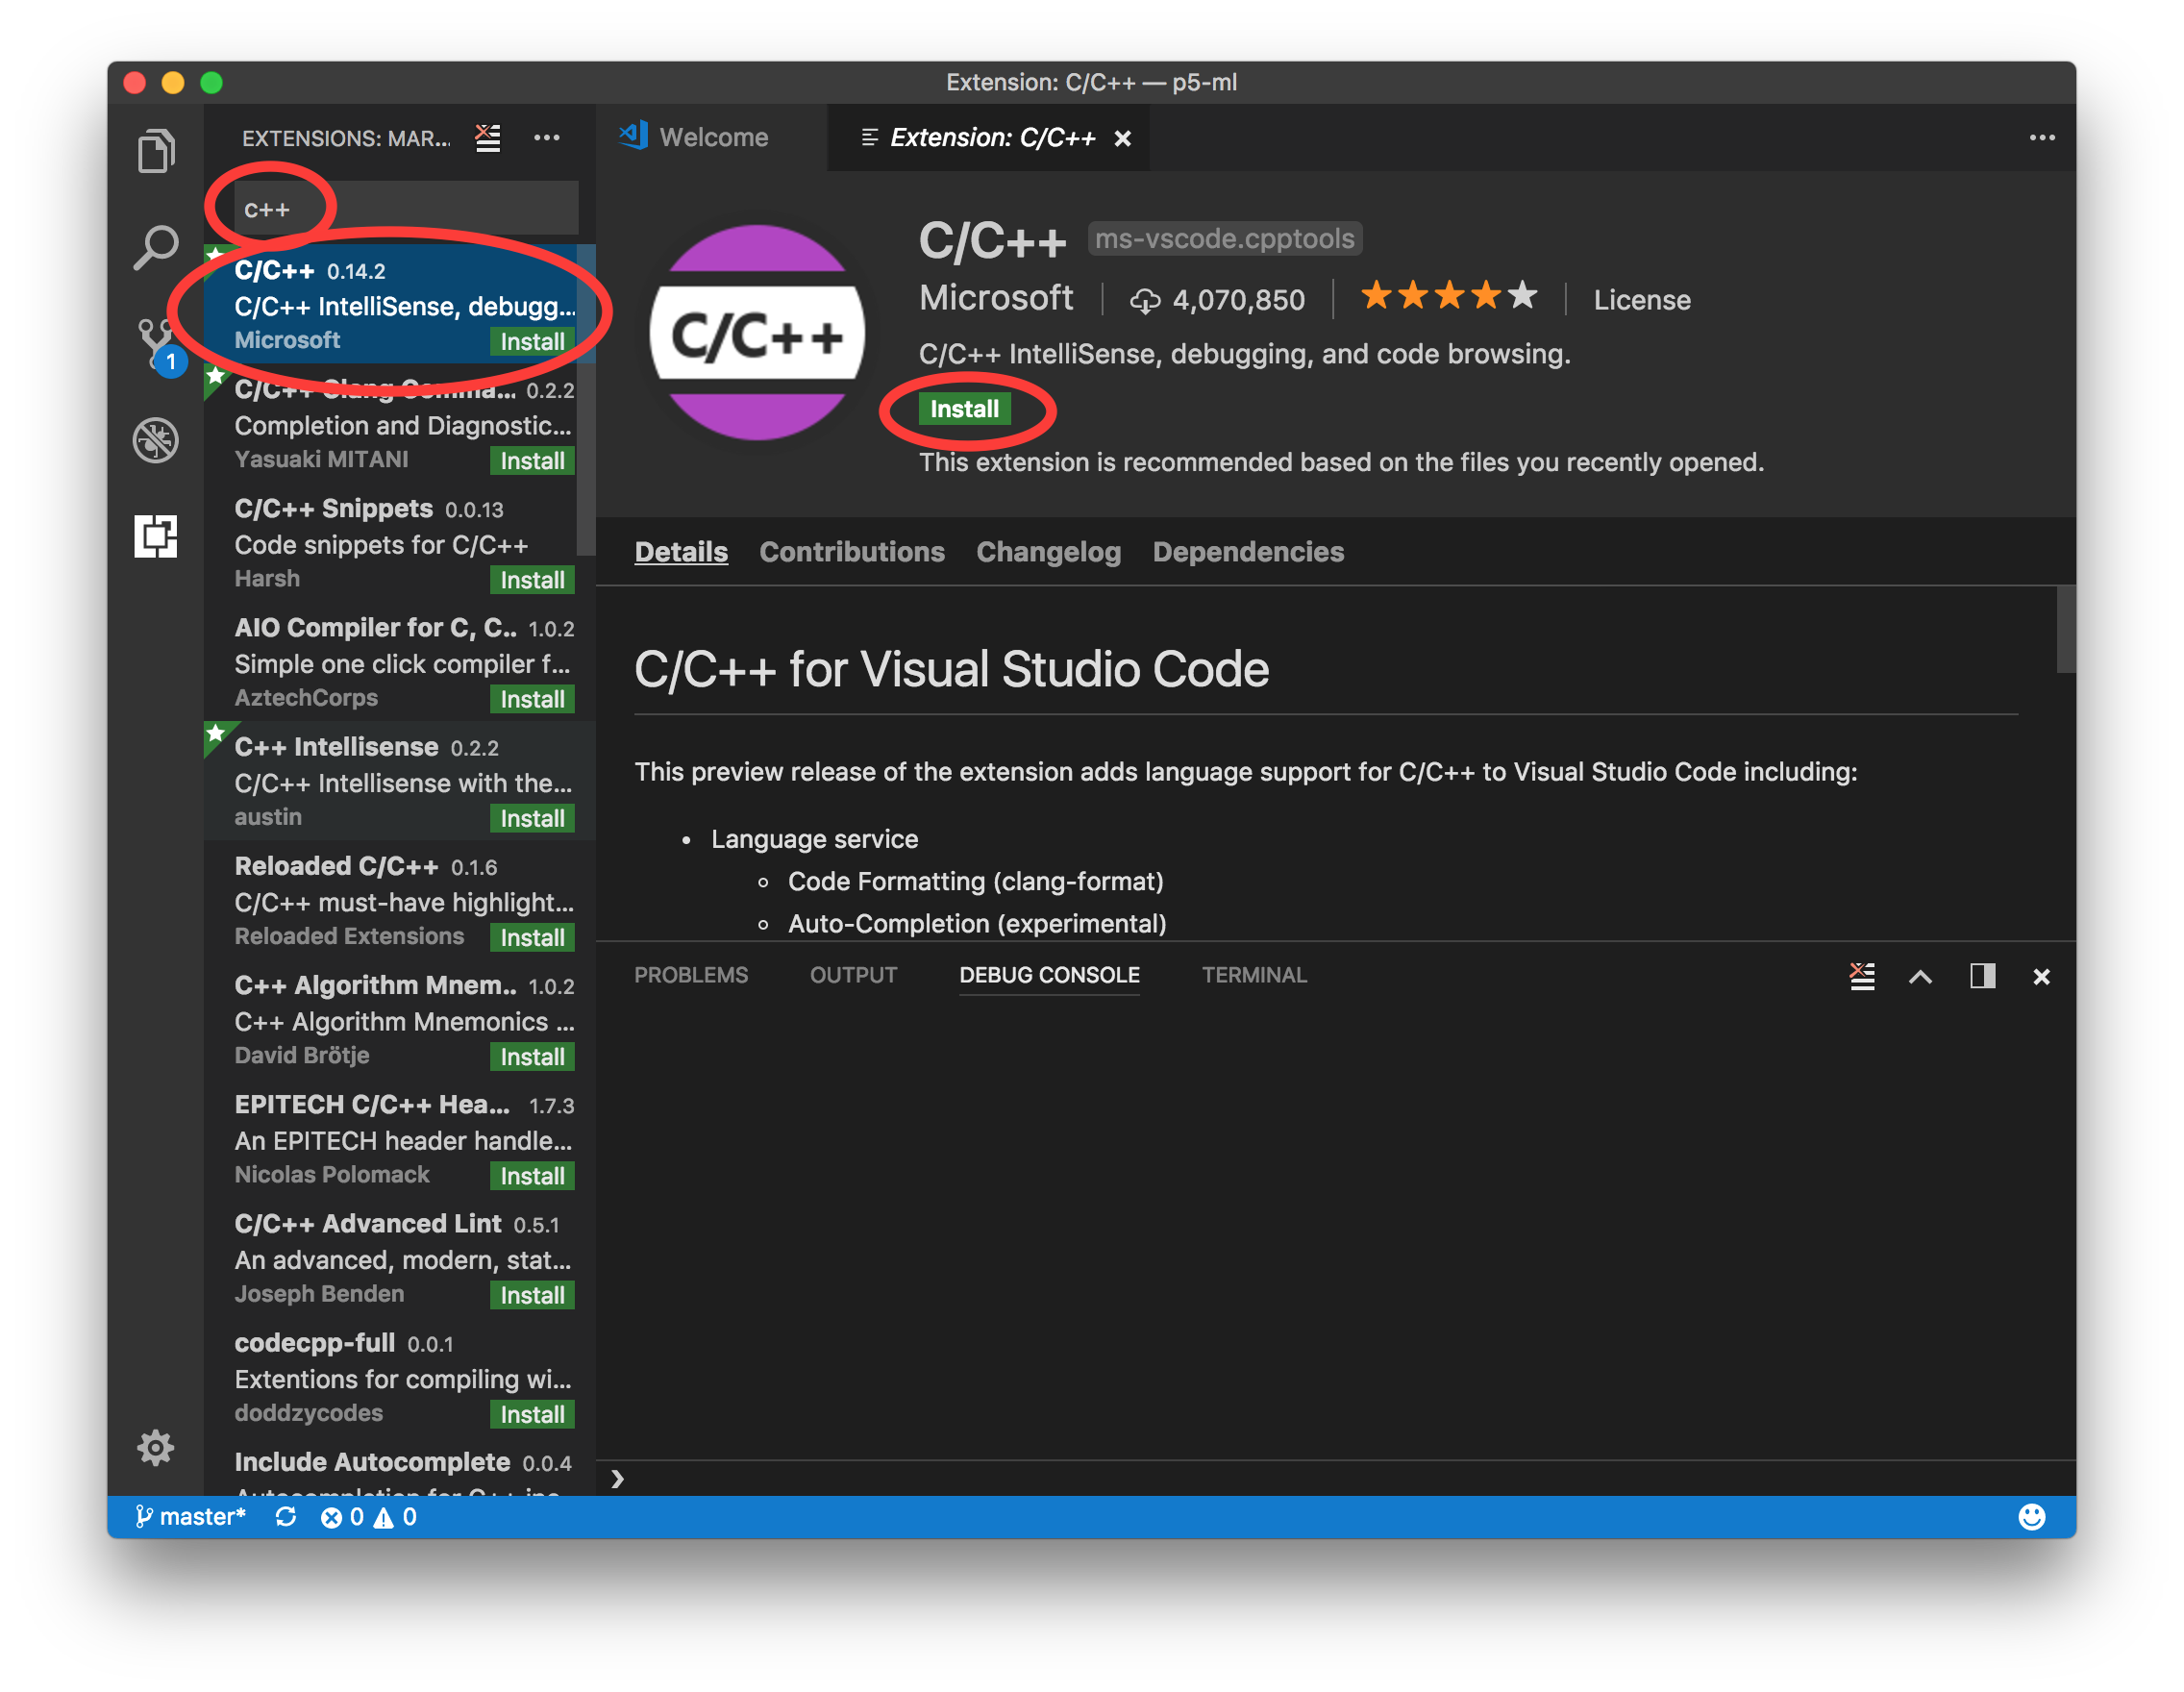 Extension: C/C++ — p5-ml
EXTENSIONS: MAR...
c++
C/C++ 0.14.2
C/C++ IntelliSense, debugg...
Microsoft Install
C/C++ Clang Comma... 0.2.2
Completion and Diagnostic...
Yasuaki MITANI Install
C/C++ Snippets 0.0.13
Code snippets for C/C++
Harsh Install
AIO Compiler for C, C.. 1.0.2
Simple one click compiler f...
AztechCorps Install
C++ Intellisense 0.2.2
C/C++ Intellisense with the...
austin Install
Reloaded C/C++ 0.1.6
C/C++ must-have highlight...
Reloaded Extensions Install
C++ Algorithm Mnem.. 1.0.2
C++ Algorithm Mnemonics ...
David Brötje Install
EPITECH C/C++ Hea... 1.7.3
An EPITECH header handle...
Nicolas Polomack Install
C/C++ Advanced Lint 0.5.1
An advanced, modern, stat...
Joseph Benden Install
codecpp-full 0.0.1
Extentions for compiling wi...
doddzycodes Install
Include Autocomplete 0.0.4
Autocompletion for C++ inc
1
Welcome
Extension: C/C++
C/C++
C/C++ ms-vscode.cpptools
Microsoft 4,070,850 License
C/C++ IntelliSense, debugging, and code browsing.
Install
This extension is recommended based on the files you recently opened.
Details Contributions Changelog Dependencies
C/C++ for Visual Studio Code
This preview release of the extension adds language support for C/C++ to Visual Studio Code including:
• Language service
Code Formatting (clang-format)
Auto-Completion (experimental)
PROBLEMS OUTPUT DEBUG CONSOLE TERMINAL
master* 0 0